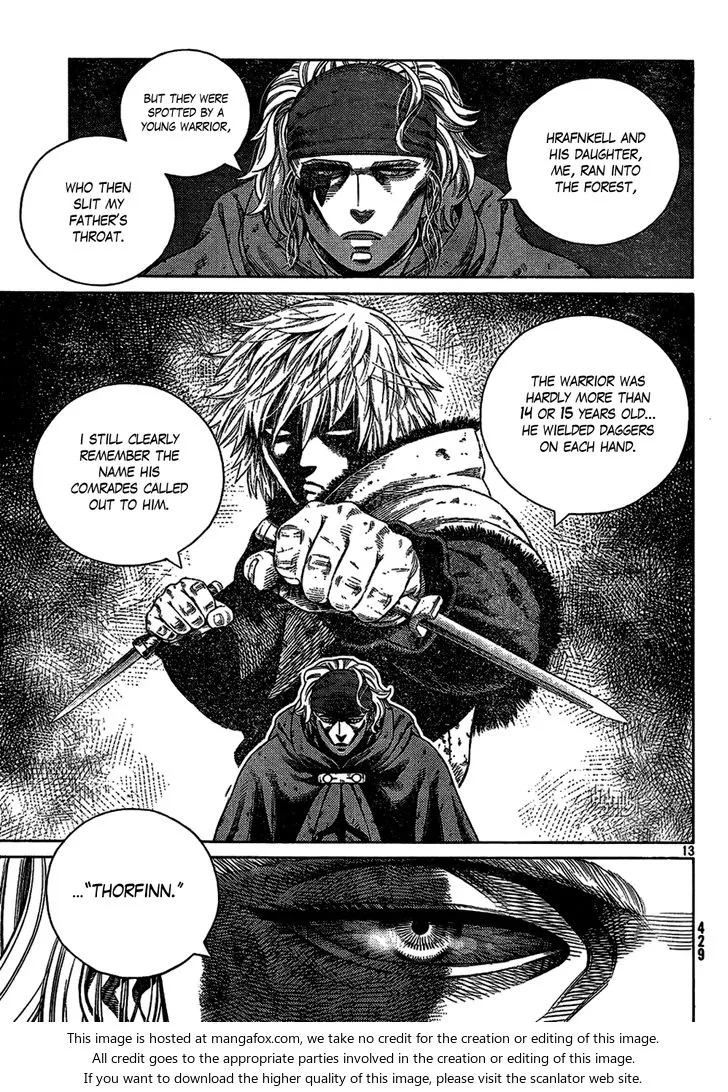 HRAFNKELL AND
HIS DAUGHTER,
ME, RAN INTO
THE FOREST,
BUT THEY WERE
SPOTTED BY A
YOUNG WARRIOR,
WHO THEN
SLIT MY
FATHER'S
THROAT.
THE WARRIOR WAS
HARDLY MORE THAN
14 OR 15 YEARS OLD...
HE WIELDED DAGGERS
ON EACH HAND.
I STILL CLEARLY
REMEMBER THE
NAME HIS
COMRADES CALLED
OUT TO HIM.
13
..."THORFINN."
429
This image is hosted at mangafox.com, we take no credit for the creation or editing of this image.
All credit goes to the appropriate parties involved in the creation or editing of this image.
If you want to download the higher quality of this image, please visit the scanlator web site.